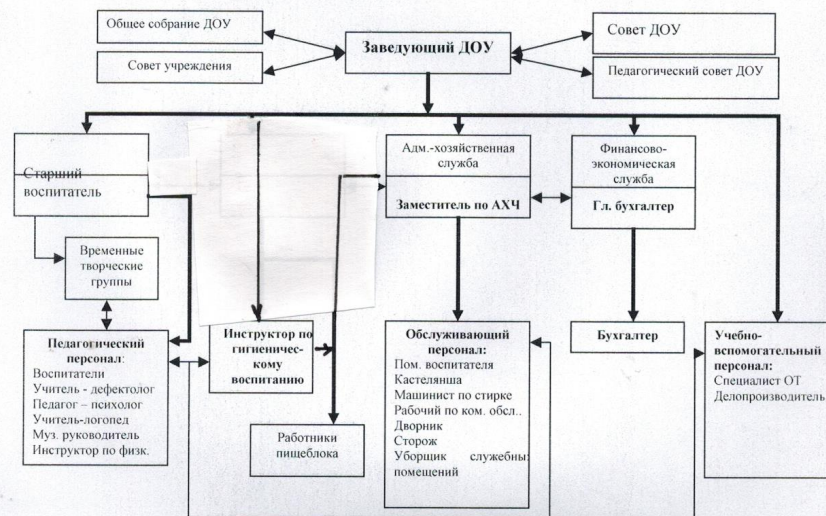 Общее собрание ДОУ
Совет учреждения
Заведующий ДОУ
Совет ДОУ
Педагогический совет ДОУ
Старший
воспитатель
Адм.-хозяйственная
служба
Заместитель по АХЧ
Финансово-
экономическая
служба
Гл. бухгалтер
Временные
творческие
группы
Педагогический
персонал:
Воспитатели
Учитель - дефектолог
Педагог – психолог
Учитель-логопед
Муз. руководитель
Инструктор по физк.
Инструктор по
гигиеничес-
кому
воспитанию
Работники
пищеблока
Обслуживающий
персонал:
Пом. воспитателя
Кастелянша
Машинист по стирке
Рабочий по ком. обсл..
Дворник
Сторож
Уборщик служебны
помещений
Бухгалтер
Учебно-
вспомогательный
персонал:
Специалист ОТ
Делопроизводитель